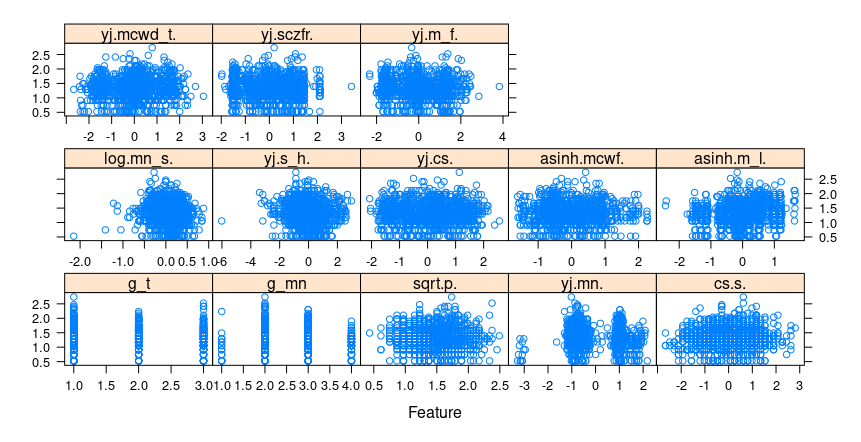 yj.mcwd_t. yj.sczfr. yj.m_f.
2.5
2.0
1.5
1.0
0.5
-2 -1 0 1 2 3 -2 -1 0 1 2 3 -2 0 2 4
log.mn_s. yj.s_h. yj.cs. asinh.mcwf. asinh.m_l.
2.5
2.0
1.5
1.0
0.5
-2.0 -1.0 0.0 0.5 1.0 -6 -4 -2 0 2 -2 -1 0 1 2 -1 0 1 2 -2 -1 0 1
g_t g_mn sqrt.p. yj.mn. cs.s.
2.5
2.0
1.5
1.0
0.5
1.0 1.5 2.0 2.5 3.0 1.0 1.5 2.0 2.5 3.0 3.5 4.0 0.5 1.0 1.5 2.0 2.5 -3 -2 -1 0 1 2 -2 -1 0 1 2 3
Feature